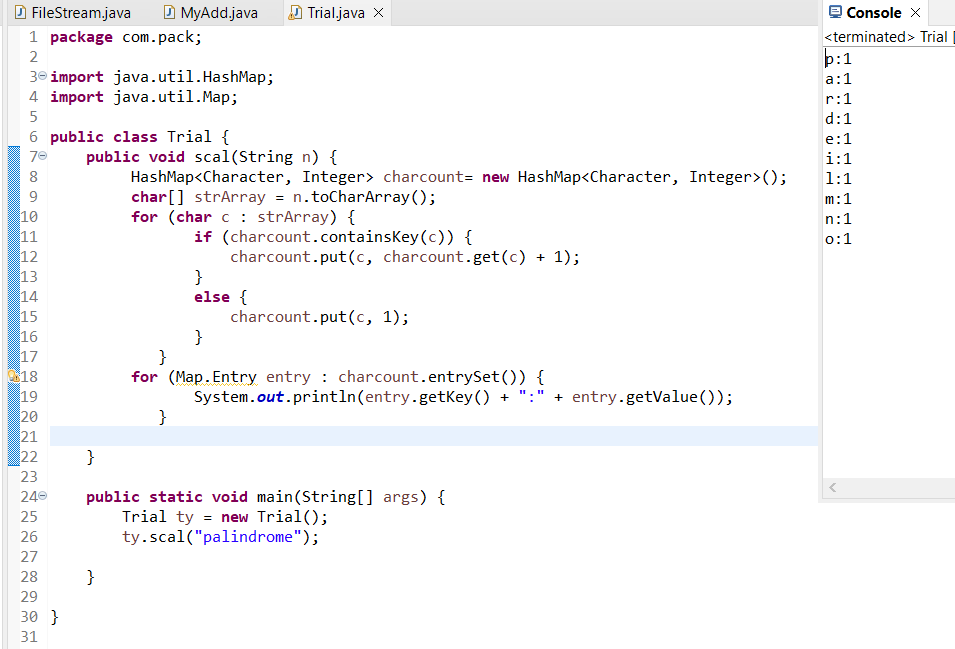 FileStream.java MyAdd.java Trial.java
1 package com.pack;
2
3 import java.util.HashMap;
4 import java.util.Map;
5
6 public class Trial {
7     public void scal(String n) {
8         HashMap<Character, Integer> charcount= new HashMap<Character, Integer>();
9         char[] strArray = n.toCharArray();
10         for (char c : strArray) {
11                if (charcount.containsKey(c)) {
12                    charcount.put(c, charcount.get(c) + 1);
13                }
14                else {
15                    charcount.put(c, 1);
16                }
17            }
18         for (Map.Entry entry : charcount.entrySet()) {
19                System.out.println(entry.getKey() + ":" + entry.getValue());
20            }
21
22     }
23
24     public static void main(String[] args) {
25         Trial ty = new Trial();
26         ty.scal("palindrome");
27
28     }
29
30 }
31
Console
<terminated> Trial [
p:1
a:1
r:1
d:1
e:1
i:1
l:1
m:1
n:1
o:1